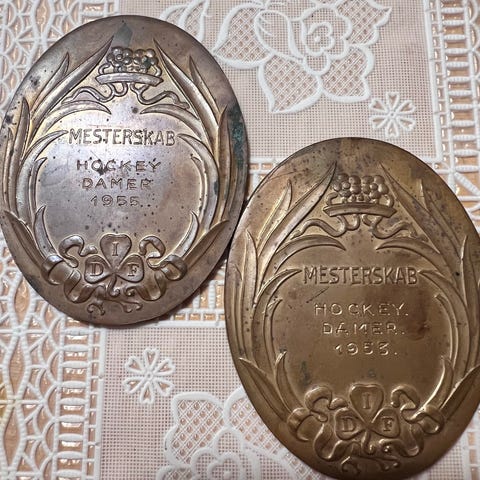 MESTERSKAB
HOCKEY
DAMER
1955.
I
D F
MESTERSKAB
HOCKEY.
DAMER.
1953.
I
D F